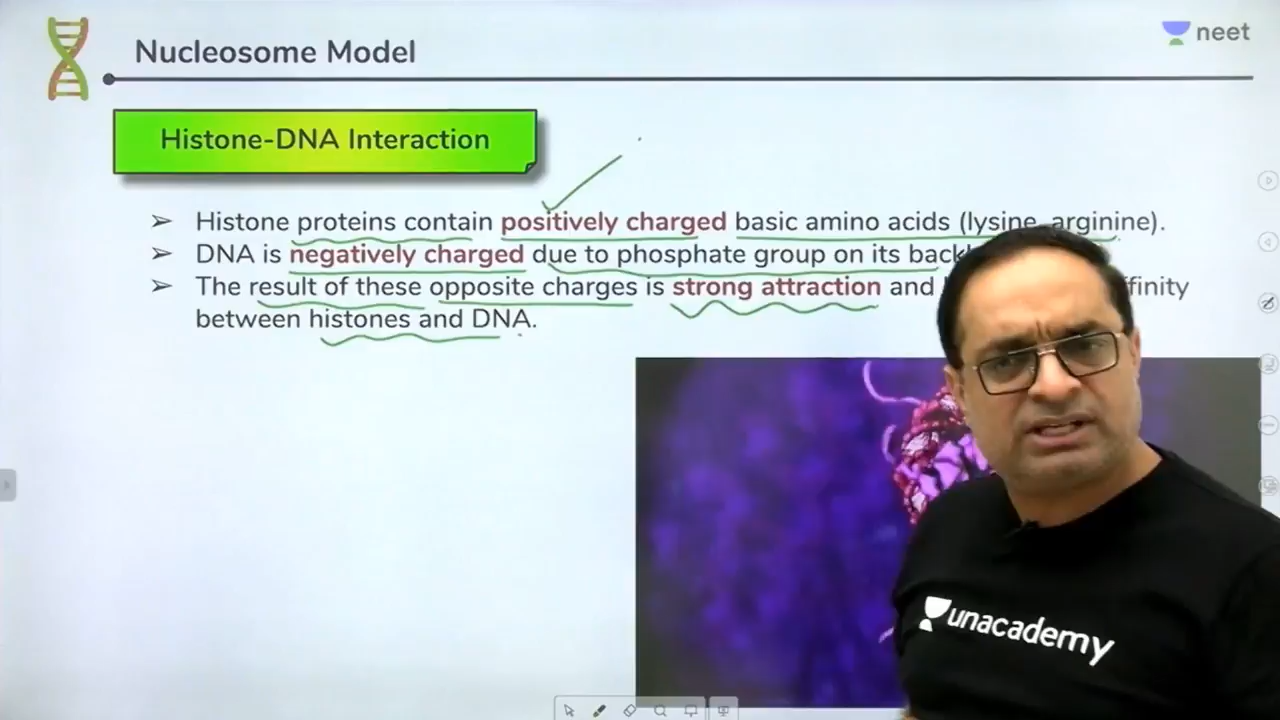 neet
Nucleosome Model
Histone-DNA Interaction
➢ Histone proteins contain positively charged basic amino acids (lysine, arginine).
➢ DNA is negatively charged due to phosphate group on its
➢ The result of these opposite charges is strong attraction and
between histones and DNA.
unacademy